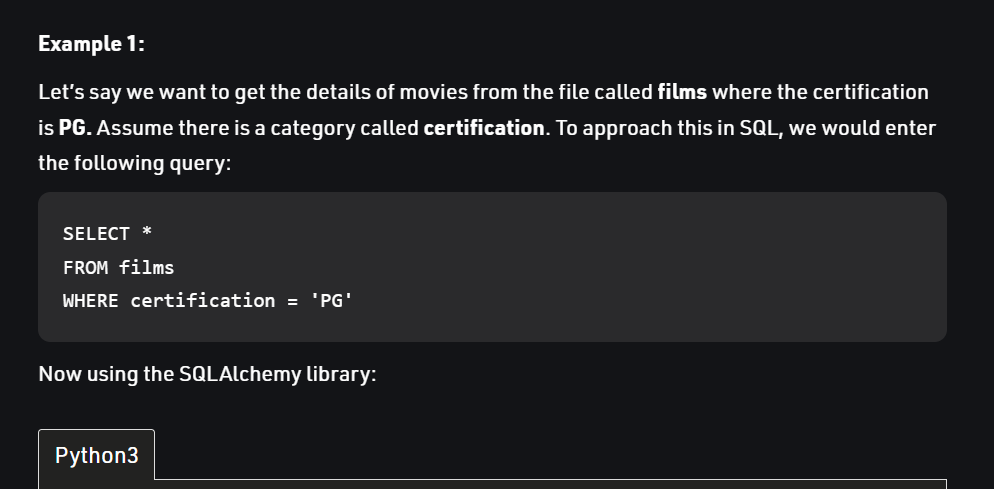 Example 1:
Let's say we want to get the details of movies from the file called films where the certification
is PG. Assume there is a category called certification. To approach this in SQL, we would enter
the following query:
SELECT *
FROM films
WHERE certification = 'PG'
Now using the SQLAlchemy library:
Python3